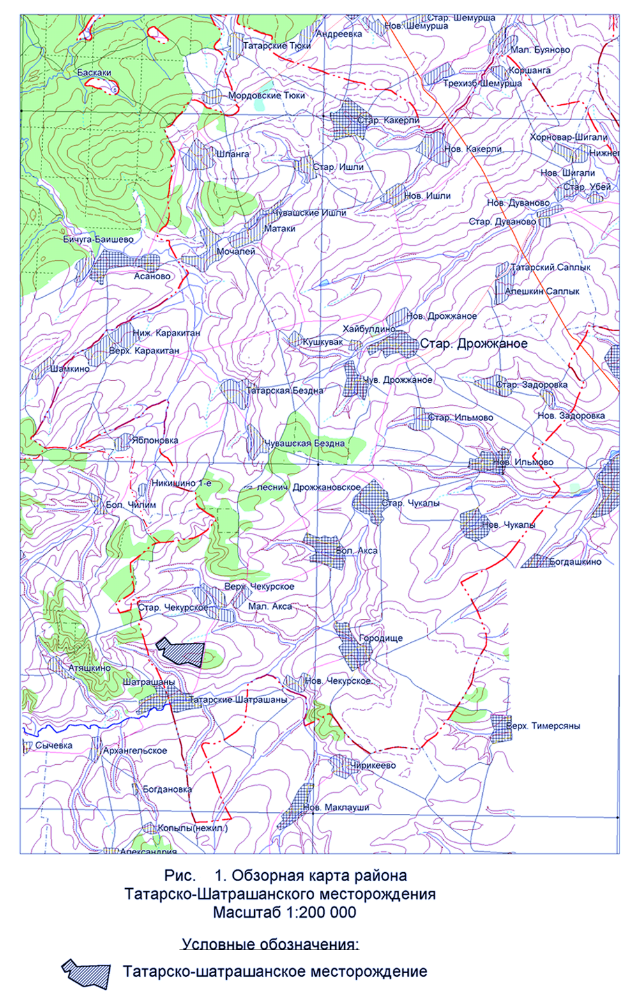 Стар. Шемурша
Нов. Шемурша
Андреевка
Татарские Тюки
Мал. Буяново
Баскаки
Коршанга
Трехизб-Шемурша
Мордовские Тюки
Стар. Какерли
Хорновар-Шигали
Шланга
Нов. Какерли
Нижнег
Стар. Ишли
Нов. Шигали
Стар. Убей
Нов. Ишли
Нов. Дуваново
Чувашские Ишли
Стар. Дуваново
Матаки
Бичуга-Баишево
Мочалей
Татарский Саплык
Асаново
Алешкин Саплык
Нов. Дрожжаное
Хайбулдино
Ниж. Каракитан
Кушкувак
Стар. Дрожжаное
Верх. Каракитан
Шамкино
Чув. Дрожжаное
Татарская Бездна
Стар. Задоровка
Нов. Задоровка
Стар. Ильмово
Яблоновка
Чувашская Бездна
Нов. Ильмово
Никишино 1-е
леснич. Дрожжановское
Бол. Чилим
Стар. Чукалы
Нов. Чукалы
Бол. Акса
Богдашкино
Верх. Чекурское
Стар. Чекурское
Мал. Акса
Городище
Атяшкино
Шатрашаны
Нов. Чекурское
Татарские Шатрашаны
Верх. Тимерсяны
Сычевка
Архангельское
Чирикеево
Богдановка
Нов. Маклауши
Копылы(нежил.)
Александрия
Рис. 1. Обзорная карта района
Татарско-Шатрашанского месторождения
Масштаб 1:200 000
Условные обозначения:
Татарско-шатрашанское месторождение